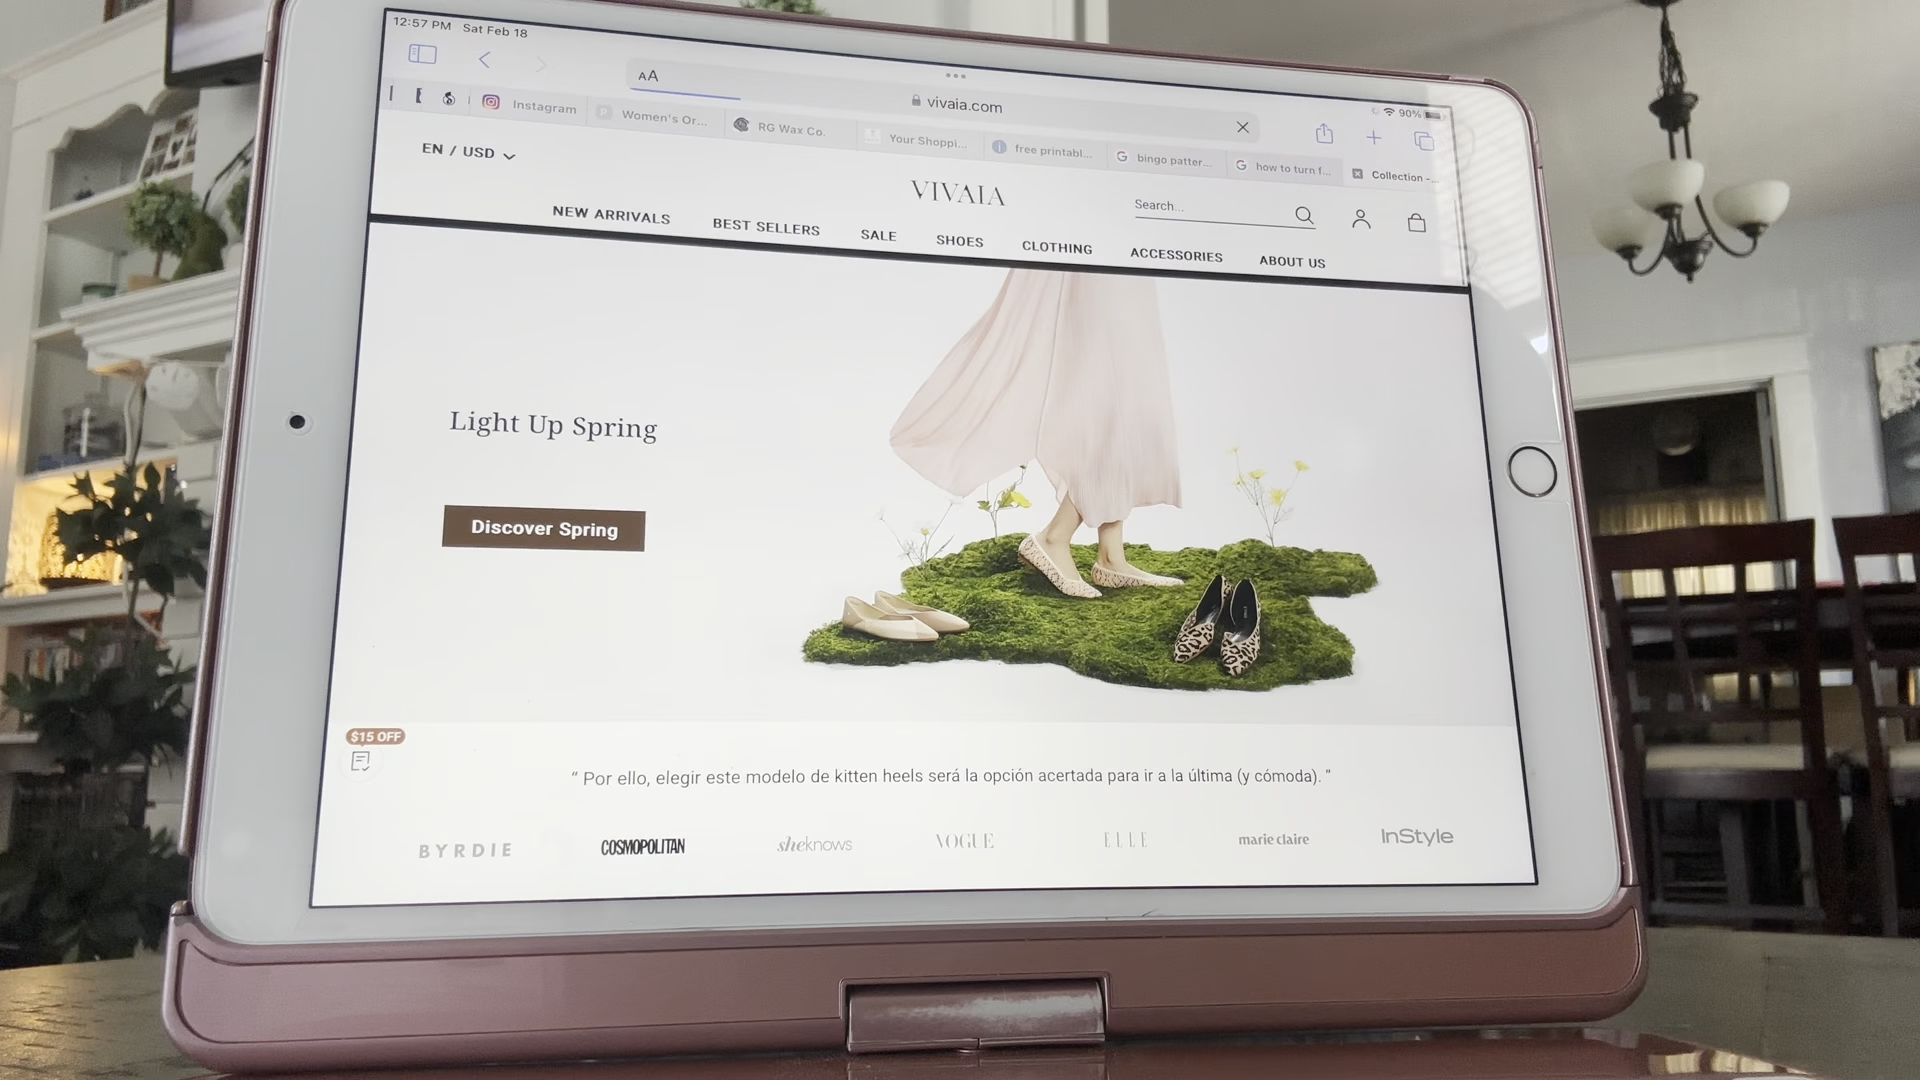 12:57 PM Sat Feb 18
AA
vivaia.com
90%
Instagram
Women's Or...
RG Wax Co.
Your Shoppi...
free printabl...
bingo patter...
how to turn f...
Collection -...
EN / USD
VIVAIA
Search...
NEW ARRIVALS
BEST SELLERS
SALE
SHOES
CLOTHING
ACCESSORIES
ABOUT US
Light Up Spring
Discover Spring
$15 OFF
“ Por ello, elegir este modelo de kitten heels será la opción acertada para ir a la última (y cómoda). ”
BYRDIE
COSMOPOLITAN
sheknows
VOGUE
ELLE
marie claire
InStyle